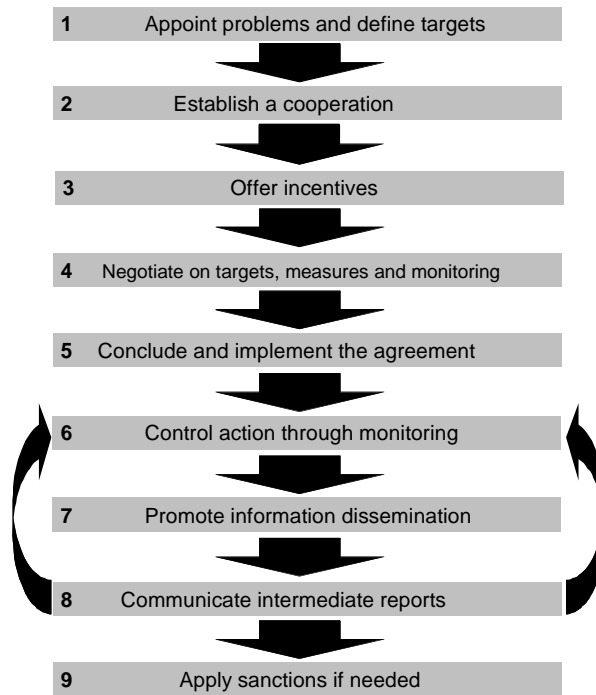 1 Appoint problems and define targets
2 Establish a cooperation
3 Offer incentives
4 Negotiate on targets, measures and monitoring
5 Conclude and implement the agreement
6 Control action through monitoring
7 Promote information dissemination
8 Communicate intermediate reports
9 Apply sanctions if needed